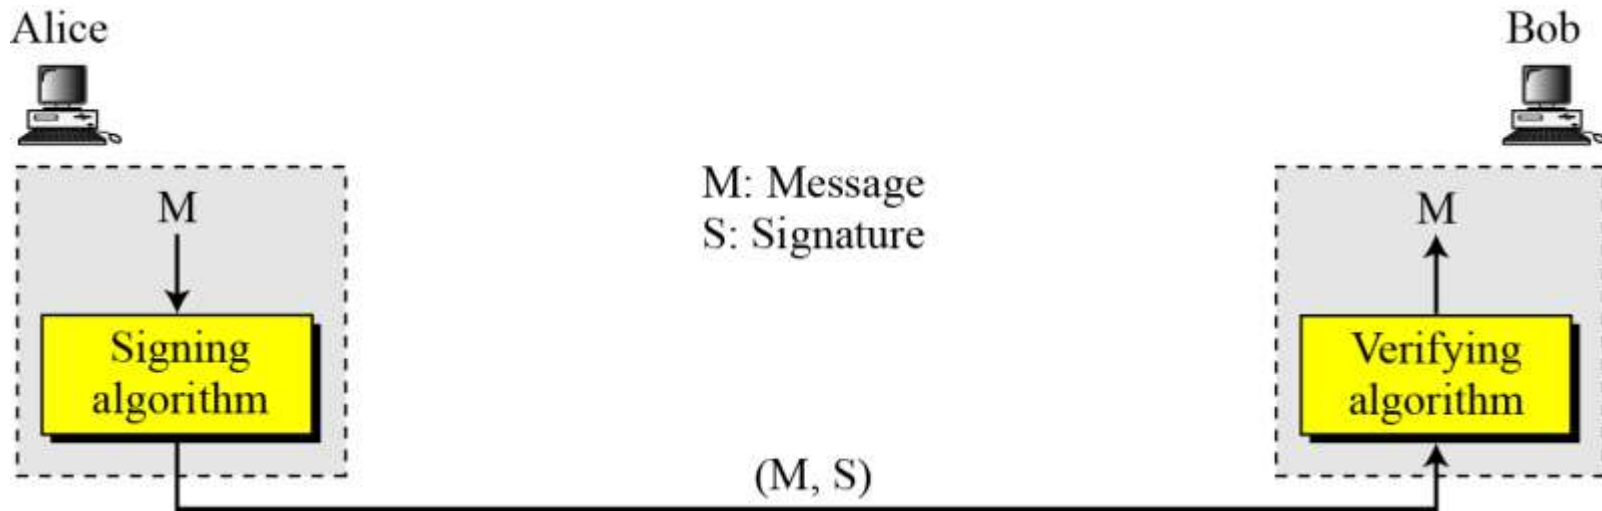 Alice
Bob
M: Message
S: Signature
M
M
Signing
algorithm
Verifying
algorithm
(M, S)